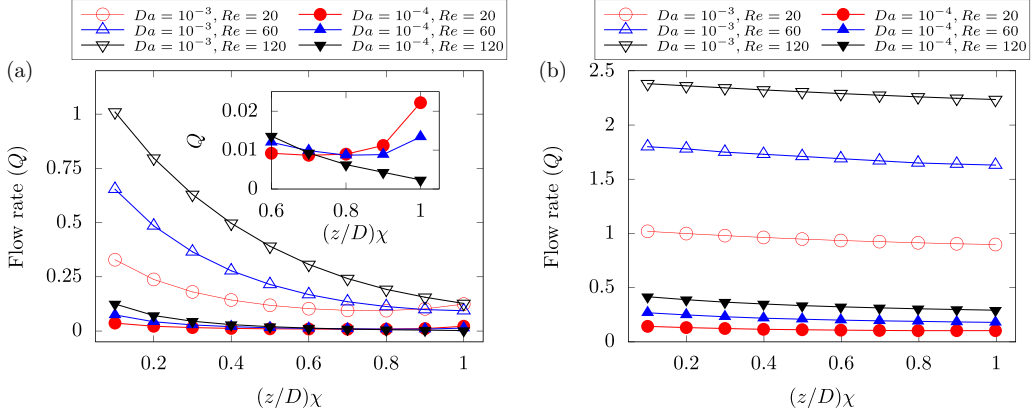 Da = 10⁻³, Re = 20 Da = 10⁻⁴, Re = 20
Da = 10⁻³, Re = 60 Da = 10⁻⁴, Re = 60
Da = 10⁻³, Re = 120 Da = 10⁻⁴, Re = 120
(a)
Flow rate (Q)
1
0.75
0.5
0.25
0
0.2 0.4 0.6 0.8 1
(z/D)χ
Q
0.02
0.01
0
0.6 0.8 1
(z/D)χ
Da = 10⁻³, Re = 20 Da = 10⁻⁴, Re = 20
Da = 10⁻³, Re = 60 Da = 10⁻⁴, Re = 60
Da = 10⁻³, Re = 120 Da = 10⁻⁴, Re = 120
(b)
Flow rate (Q)
2.5
2
1.5
1
0.5
0
0.2 0.4 0.6 0.8 1
(z/D)χ